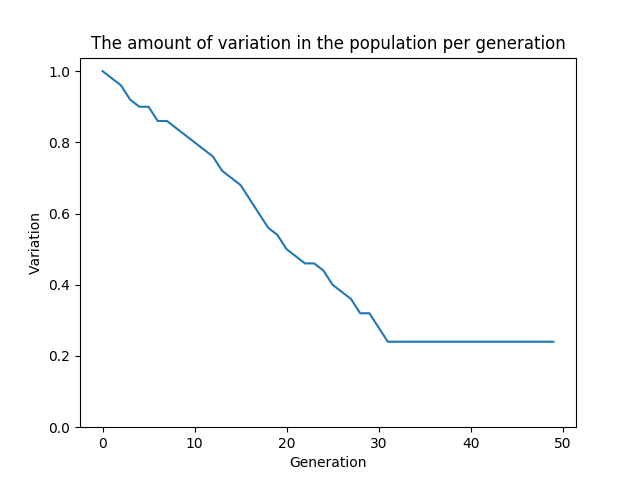 The amount of variation in the population per generation
1.0
0.8
0.6
0.4
0.2
0.0
Variation
0 10 20 30 40 50
Generation